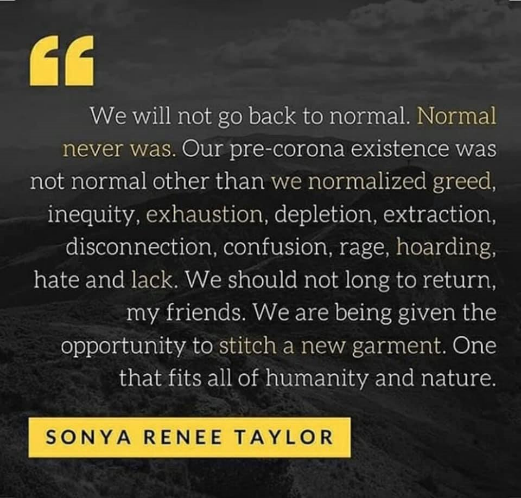 “
We will not go back to normal. Normal
never was. Our pre-corona existence was
not normal other than we normalized greed,
inequity, exhaustion, depletion, extraction,
disconnection, confusion, rage, hoarding,
hate and lack. We should not long to return,
my friends. We are being given the
opportunity to stitch a new garment. One
that fits all of humanity and nature.
SONYA RENEE TAYLOR